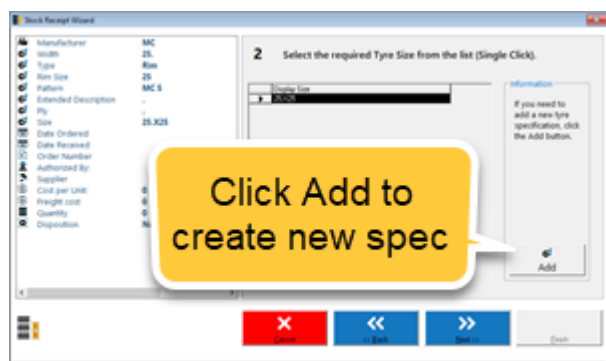 Stock Receipt Wizard
Manufacturer MC
Width 25.
Type Rim
Rim Size 25
Pattern MC S
Extended Description .
Ply .
Size 25.X25
Date Ordered
Date Received
Order Number
Authorized By:
Supplier
Cost per Unit: 0
Freight cost 0
Quantity 0
Disposition
2 Select the required Tyre Size from the list (Single Click).
Display Size
25.X25
Information
If you need to
add a new tyre
specification, click
the Add button.
Add
Click Add to
create new spec
Cancel
<< Back
Next >>
Finish